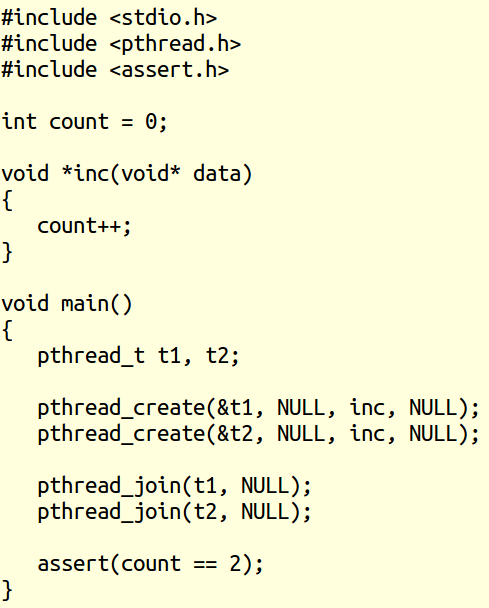 #include <stdio.h>
#include <pthread.h>
#include <assert.h>

int count = 0;

void *inc(void* data)
{
   count++;
}

void main()
{
   pthread_t t1, t2;

   pthread_create(&t1, NULL, inc, NULL);
   pthread_create(&t2, NULL, inc, NULL);

   pthread_join(t1, NULL);
   pthread_join(t2, NULL);

   assert(count == 2);
}